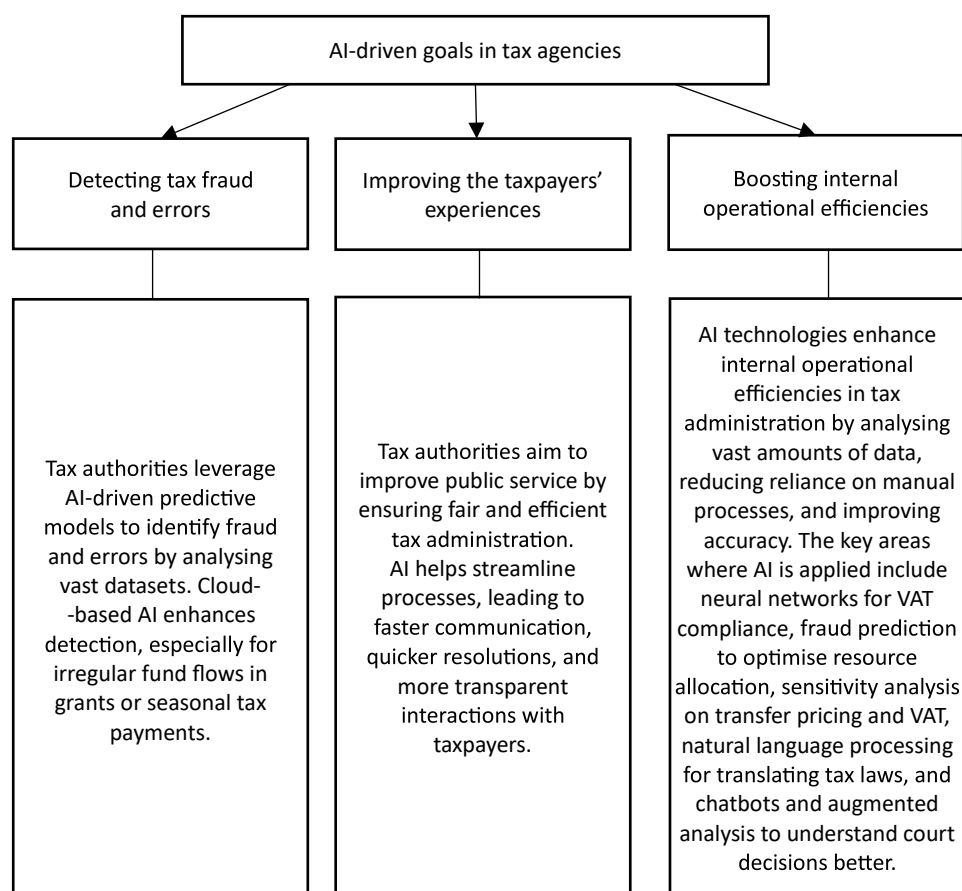 AI-driven goals in tax agencies
Detecting tax fraud
and errors
Improving the taxpayers’
experiences
Boosting internal
operational efficiencies
Tax authorities leverage
AI-driven predictive
models to identify fraud
and errors by analysing
vast datasets. Cloud-
-based AI enhances
detection, especially for
irregular fund flows in
grants or seasonal tax
payments.
Tax authorities aim to
improve public service by
ensuring fair and efficient
tax administration.
AI helps streamline
processes, leading to
faster communication,
quicker resolutions, and
more transparent
interactions with
taxpayers.
AI technologies enhance
internal operational
efficiencies in tax
administration by analysing
vast amounts of data,
reducing reliance on manual
processes, and improving
accuracy. The key areas
where AI is applied include
neural networks for VAT
compliance, fraud prediction
to optimise resource
allocation, sensitivity analysis
on transfer pricing and VAT,
natural language processing
for translating tax laws, and
chatbots and augmented
analysis to understand court
decisions better.